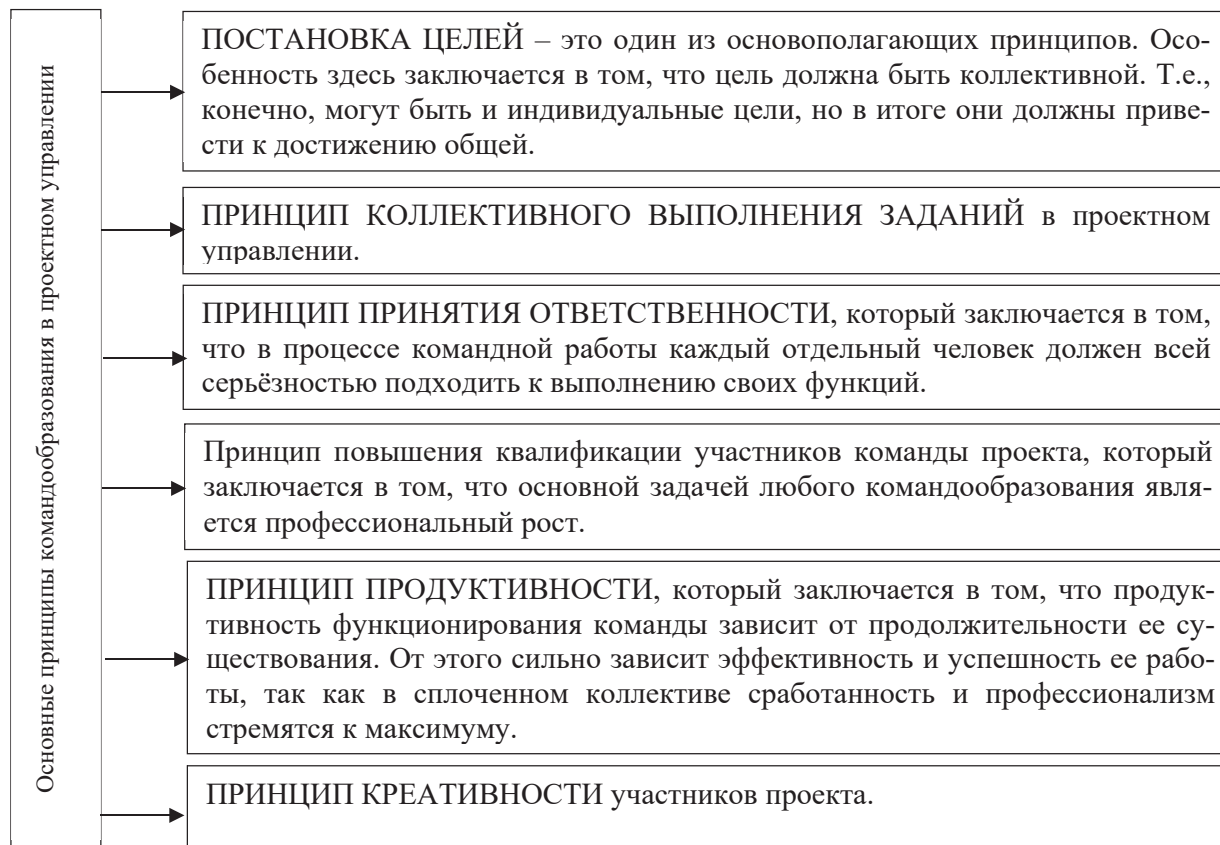 Основные принципы командообразования в проектном управлении
ПОСТАНОВКА ЦЕЛЕЙ – это один из основополагающих принципов. Осо-
бенность здесь заключается в том, что цель должна быть коллективной. Т.е.,
конечно, могут быть и индивидуальные цели, но в итоге они должны приве-
сти к достижению общей.
ПРИНЦИП КОЛЛЕКТИВНОГО ВЫПОЛНЕНИЯ ЗАДАНИЙ в проектном
управлении.
ПРИНЦИП ПРИНЯТИЯ ОТВЕТСТВЕННОСТИ, который заключается в том,
что в процессе командной работы каждый отдельный человек должен всей
серьёзностью подходить к выполнению своих функций.
Принцип повышения квалификации участников команды проекта, который
заключается в том, что основной задачей любого командообразования явля-
ется профессиональный рост.
ПРИНЦИП ПРОДУКТИВНОСТИ, который заключается в том, что продук-
тивность функционирования команды зависит от продолжительности ее су-
ществования. От этого сильно зависит эффективность и успешность ее рабо-
ты, так как в сплоченном коллективе сработанность и профессионализм
стремятся к максимуму.
ПРИНЦИП КРЕАТИВНОСТИ участников проекта.